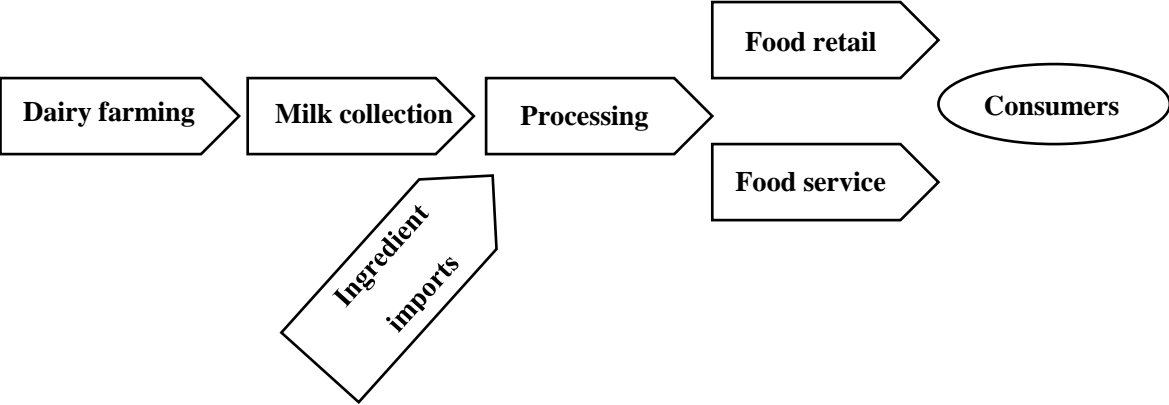 Dairy farming
Milk collection
Ingredient
imports
Processing
Food retail
Food service
Consumers